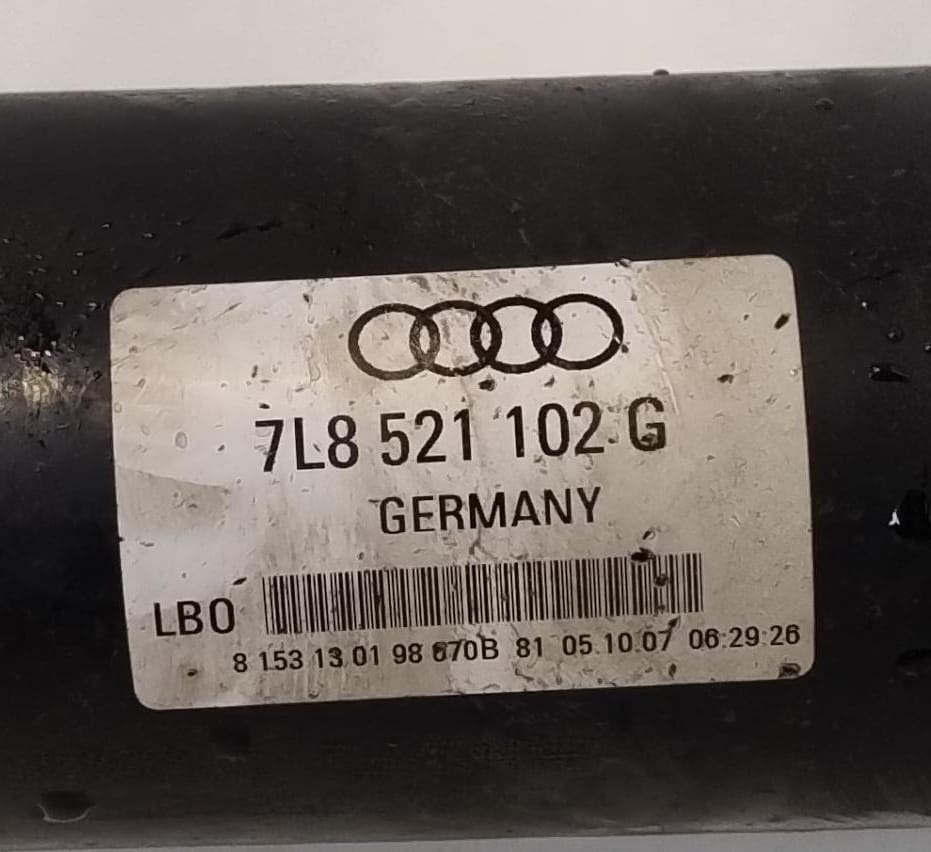 7L8 521 102 G
GERMANY
LBO
8 153 13 01 98 670B 81 05.10.07 06:29:26